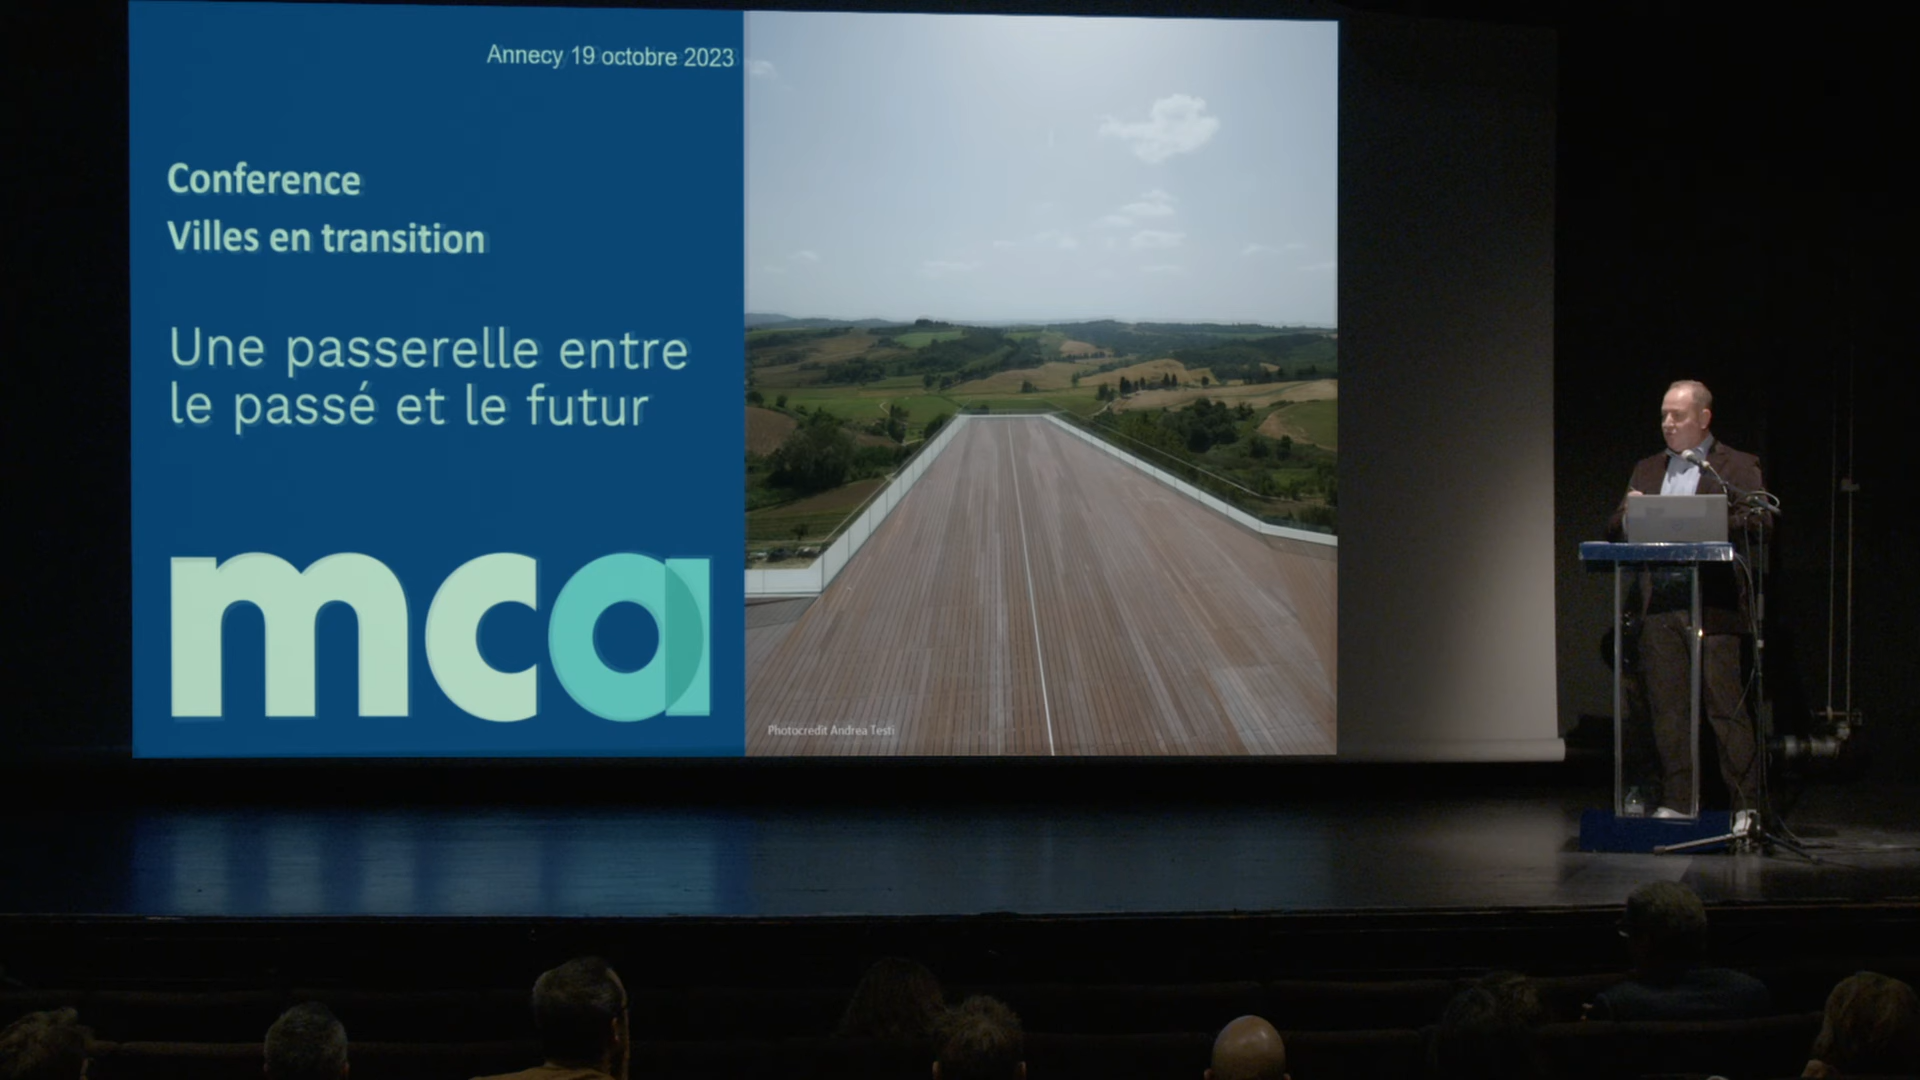 Annecy 19 octobre 2023
Conference
Villes en transition
Une passerelle entre
le passé et le futur
mca
Photocredit Andrea Testi